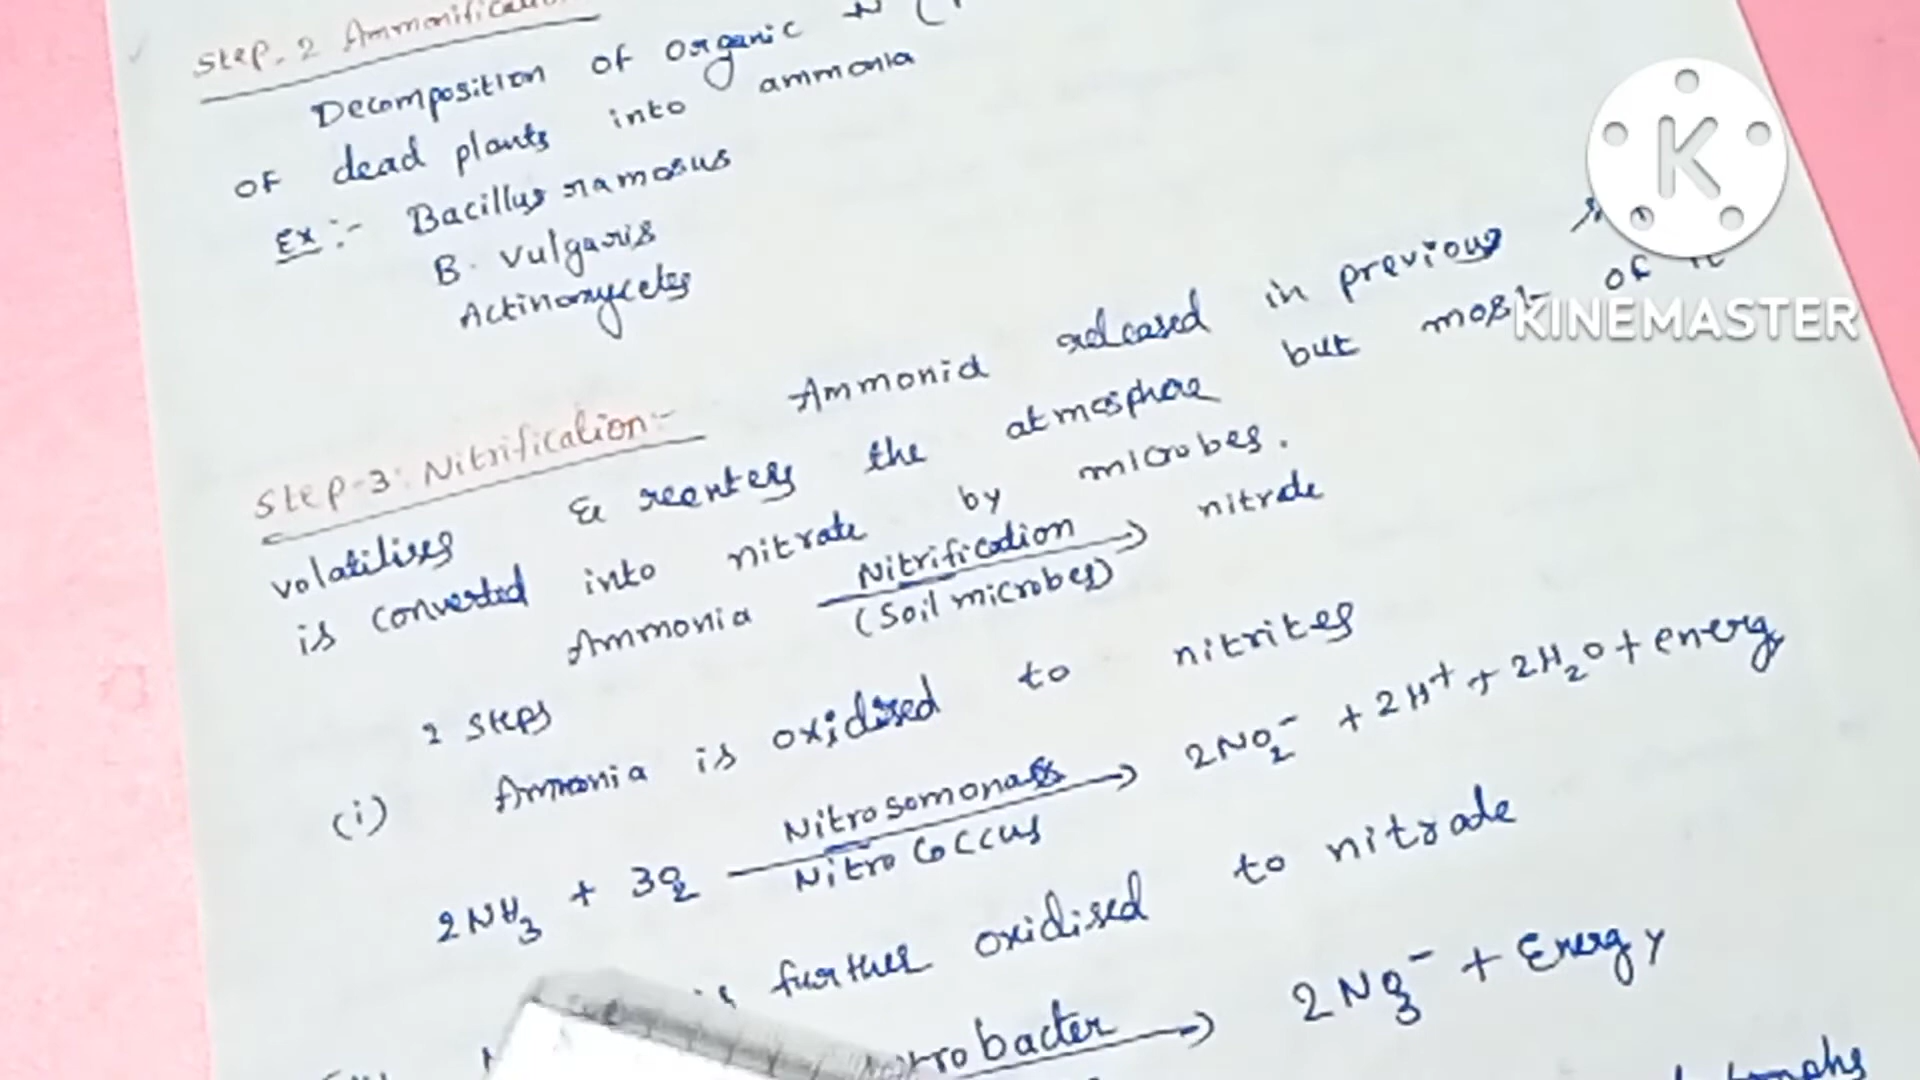 Step-2 Ammonification
Decomposition of organic N (
of dead plants into ammonia
Ex:- Bacillus ramosus
B. vulgaris
Actinomycetes
Step-3: Nitrification:- Ammonia released in previous
volatilises & reenters the atmosphere but most of it
is converted into nitrate by microbes.
Ammonia Nitrification (Soil microbes) → nitrate
2 steps
(i) Ammonia is oxidised to nitrites
2NH₃ + 3O₂ Nitrosomonas Nitrococcus → 2NO₂⁻ + 2H⁺ + 2H₂O + energy
is further oxidised to nitrate
robacter → 2NO₃⁻ + Energy
K
KINEMASTER